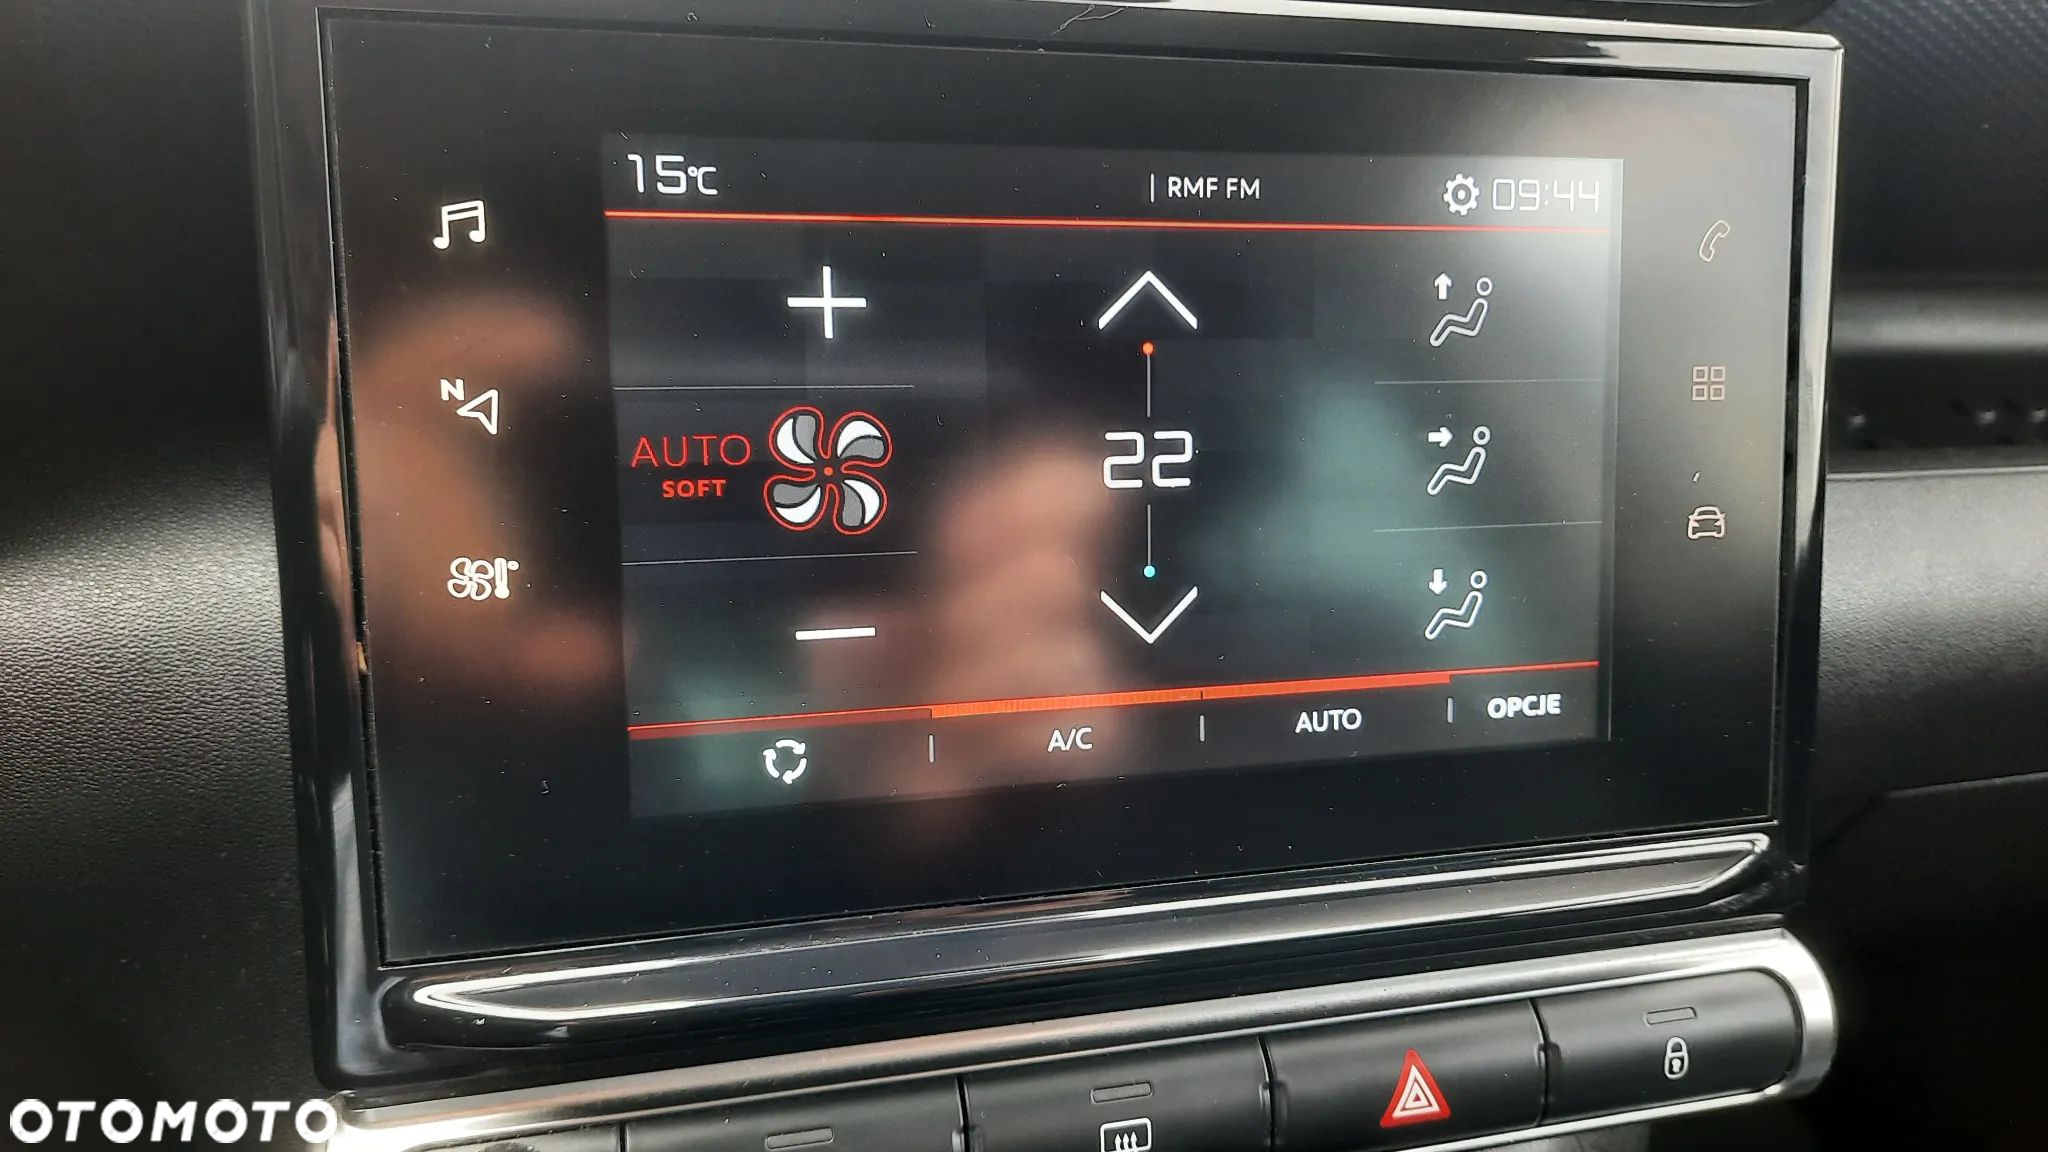 15°C
RMF FM
09:44
N
AUTO
SOFT
22
A/C
AUTO
OPCJE
OTOMOTO